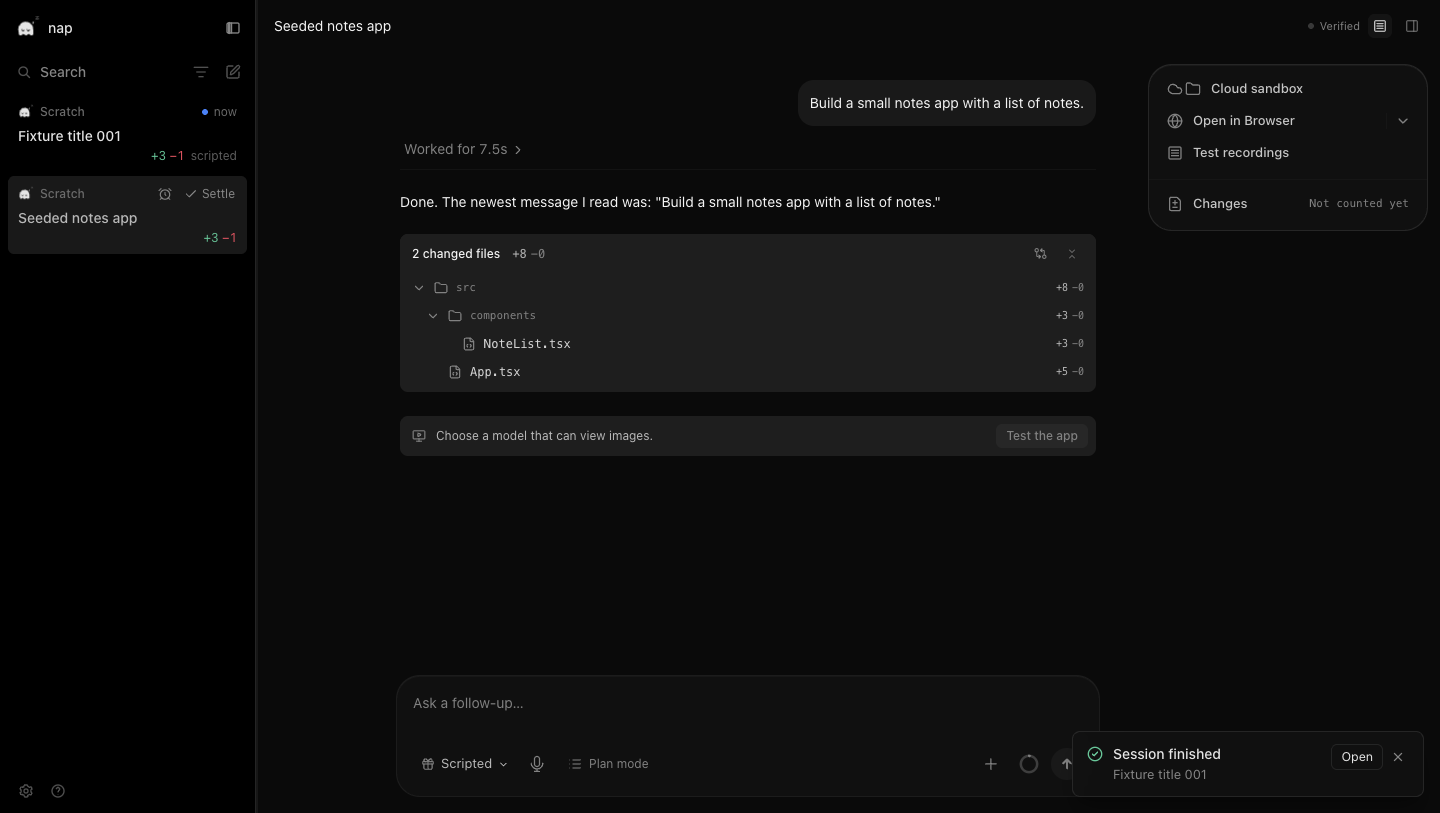 nap
Search
Scratch now
Fixture title 001
+3 −1 scripted
Scratch Settle
Seeded notes app
+3 −1
Seeded notes app
Verified
Build a small notes app with a list of notes.
Worked for 7.5s
Done. The newest message I read was: "Build a small notes app with a list of notes."
2 changed files +8 −0
src +8 −0
components +3 −0
NoteList.tsx +3 −0
App.tsx +5 −0
Choose a model that can view images. Test the app
Cloud sandbox
Open in Browser
Test recordings
Changes Not counted yet
Ask a follow-up...
Scripted Plan mode
Session finished
Fixture title 001
Open